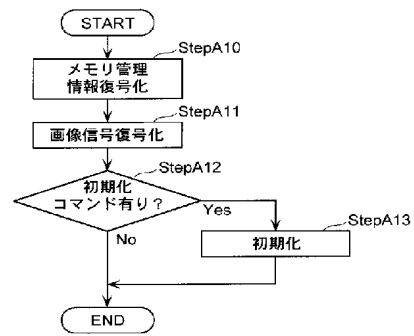 START
StepA10
メモリ管理
情報復号化
StepA11
画像信号復号化
StepA12
初期化
コマンド有り？
Yes
No
StepA13
初期化
END